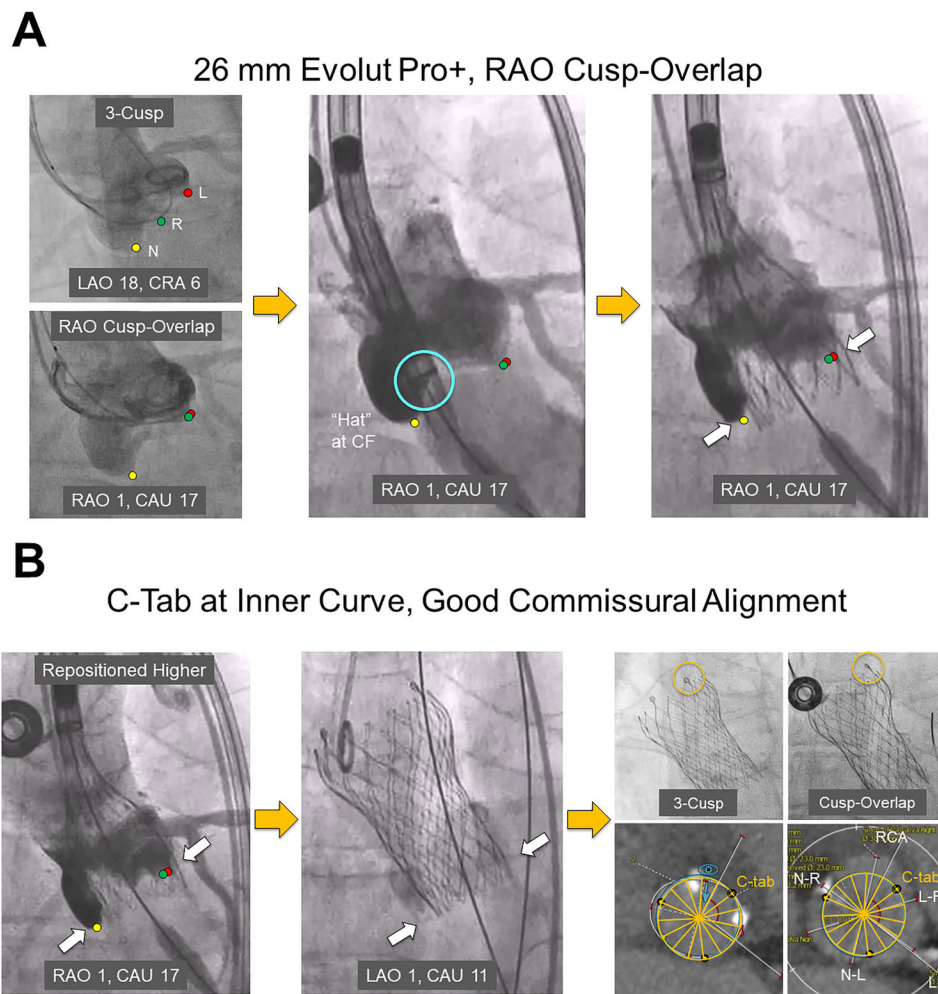 A
26 mm Evolut Pro+, RAO Cusp-Overlap
3-Cusp
L
R
N
LAO 18, CRA 6
RAO Cusp-Overlap
RAO 1, CAU 17
"Hat"
at CF
RAO 1, CAU 17
RAO 1, CAU 17
B
C-Tab at Inner Curve, Good Commissural Alignment
Repositioned Higher
RAO 1, CAU 17
LAO 1, CAU 11
3-Cusp
Cusp-Overlap
C-tab
RCA
N-R
C-tab
N-L